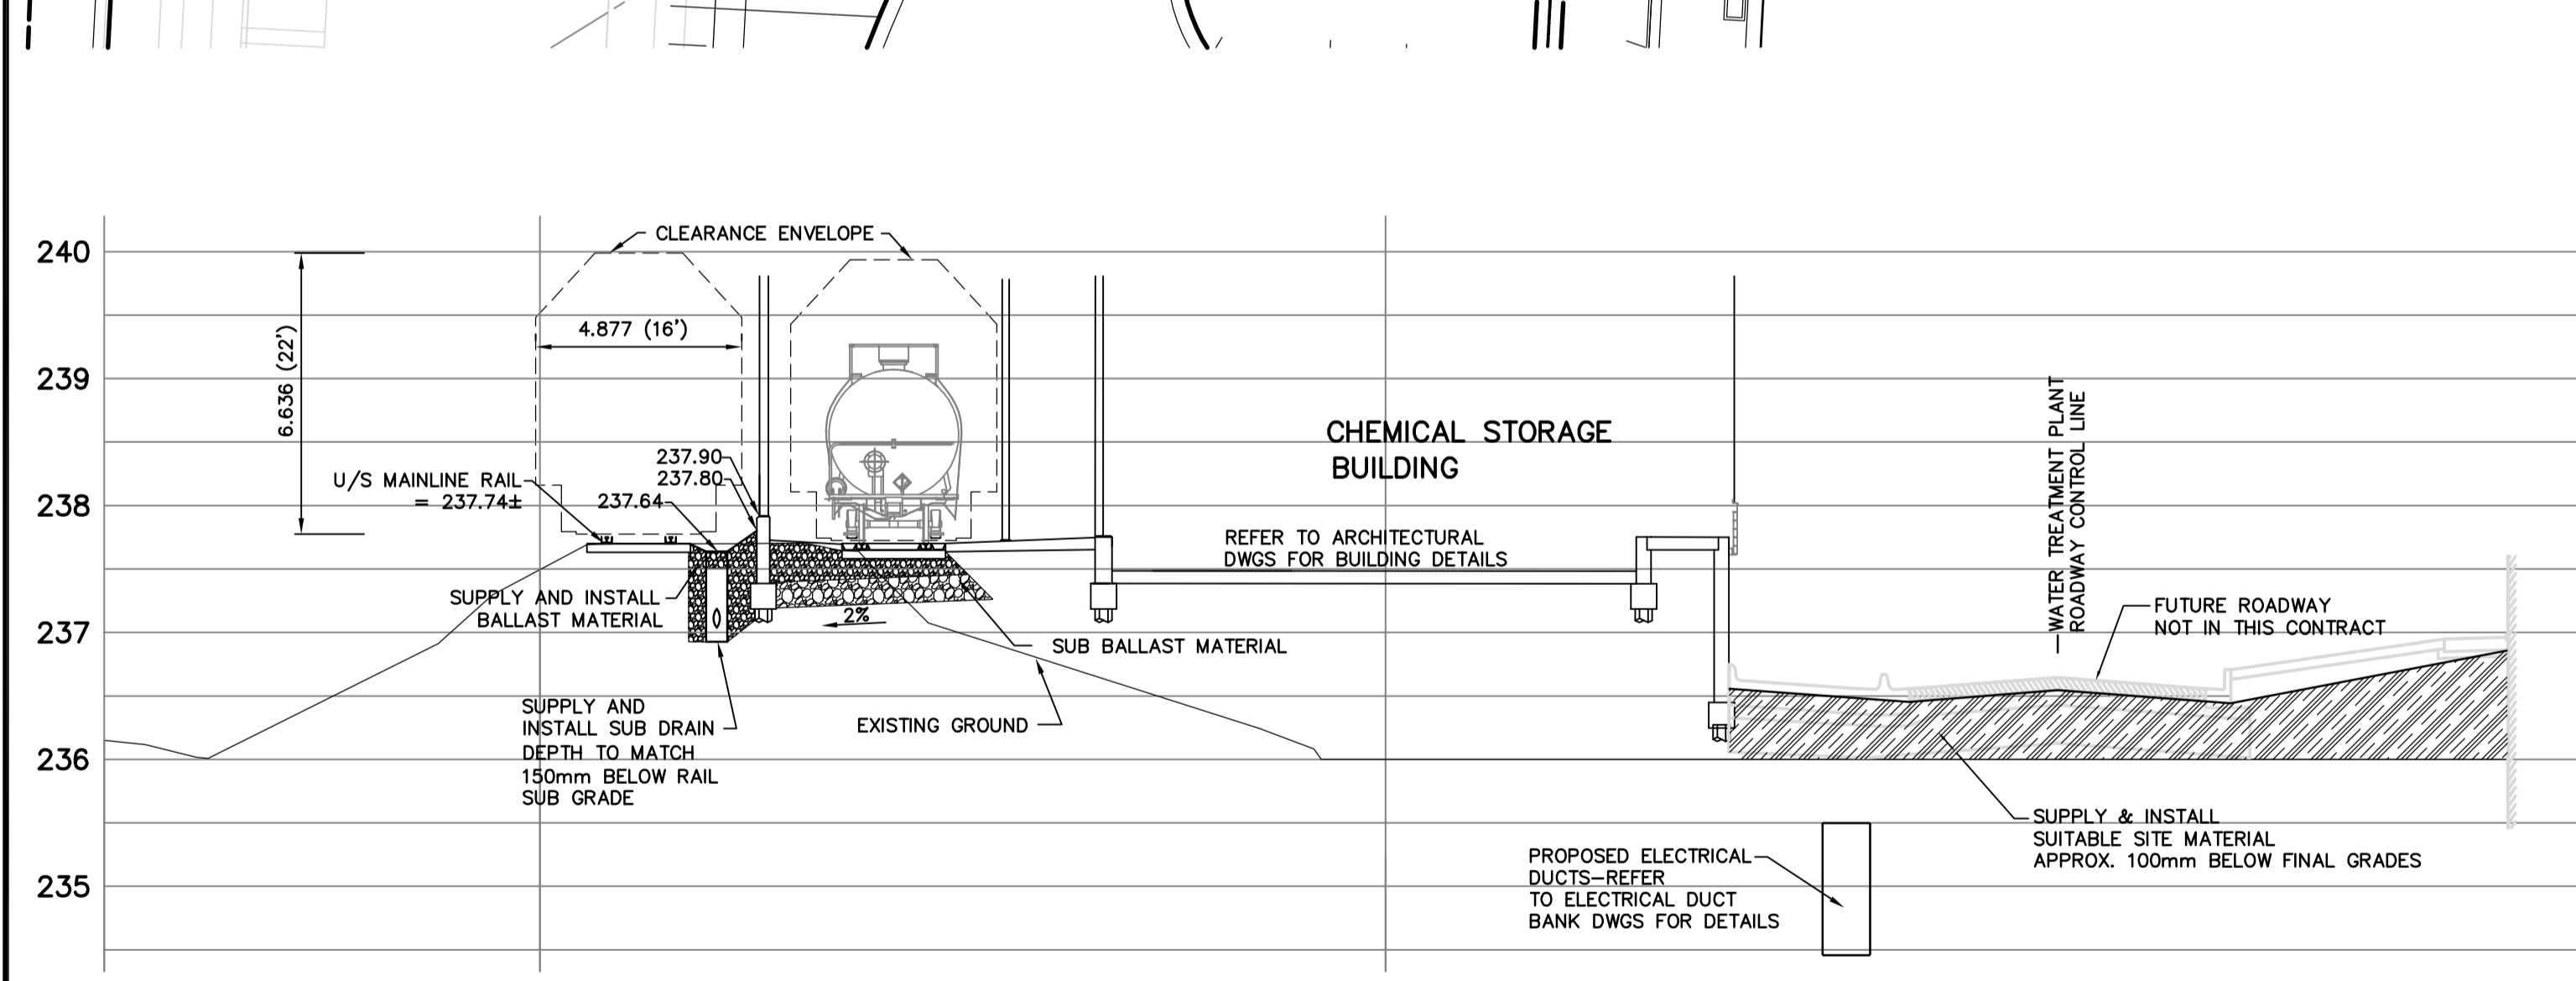 240
239
238
237
236
235
CLEARANCE ENVELOPE
6.636 (22')
4.877 (16')
237.90
237.80
U/S MAINLINE RAIL
= 237.74±
237.64
SUPPLY AND INSTALL
BALLAST MATERIAL
2%
SUB BALLAST MATERIAL
SUPPLY AND
INSTALL SUB DRAIN
DEPTH TO MATCH
150mm BELOW RAIL
SUB GRADE
EXISTING GROUND
CHEMICAL STORAGE
BUILDING
REFER TO ARCHITECTURAL
DWGS FOR BUILDING DETAILS
WATER TREATMENT PLANT
ROADWAY CONTROL LINE
FUTURE ROADWAY
NOT IN THIS CONTRACT
PROPOSED ELECTRICAL
DUCTS-REFER
TO ELECTRICAL DUCT
BANK DWGS FOR DETAILS
SUPPLY & INSTALL
SUITABLE SITE MATERIAL
APPROX. 100mm BELOW FINAL GRADES